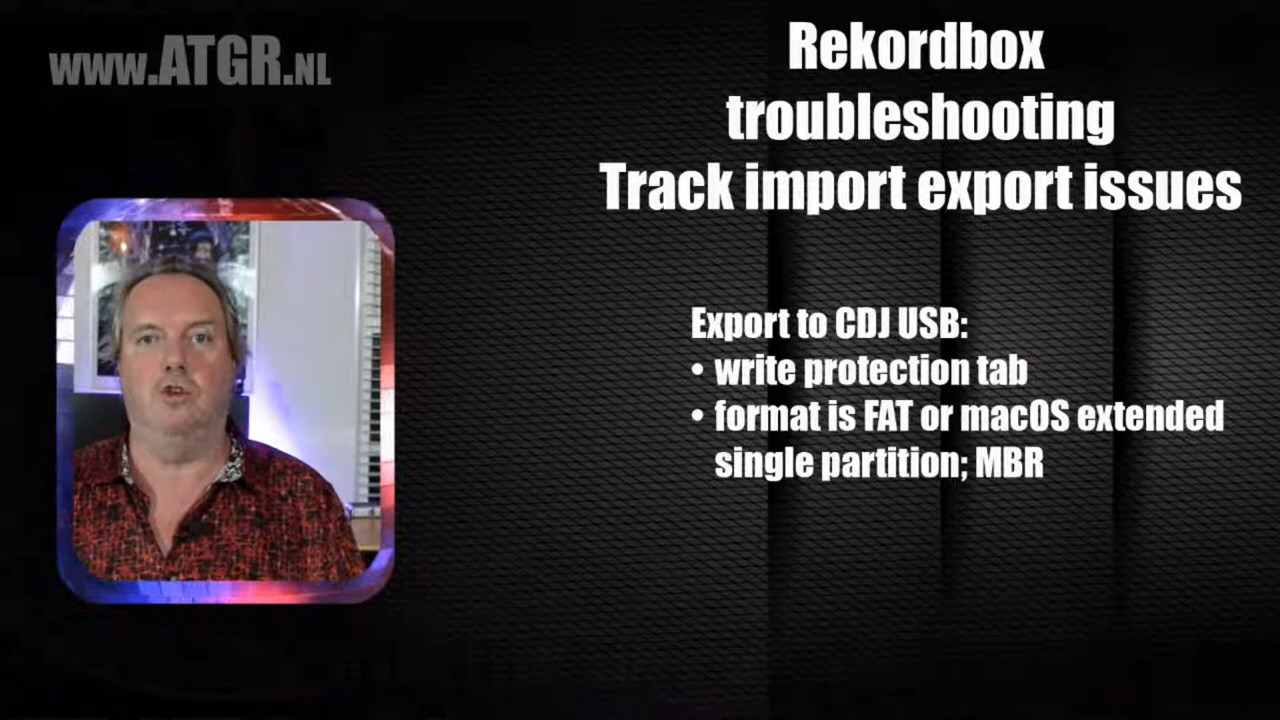 www.ATGR.NL
Rekordbox
troubleshooting
Track import export issues
Export to CDJ USB:
• write protection tab
• format is FAT or macOS extended
single partition; MBR